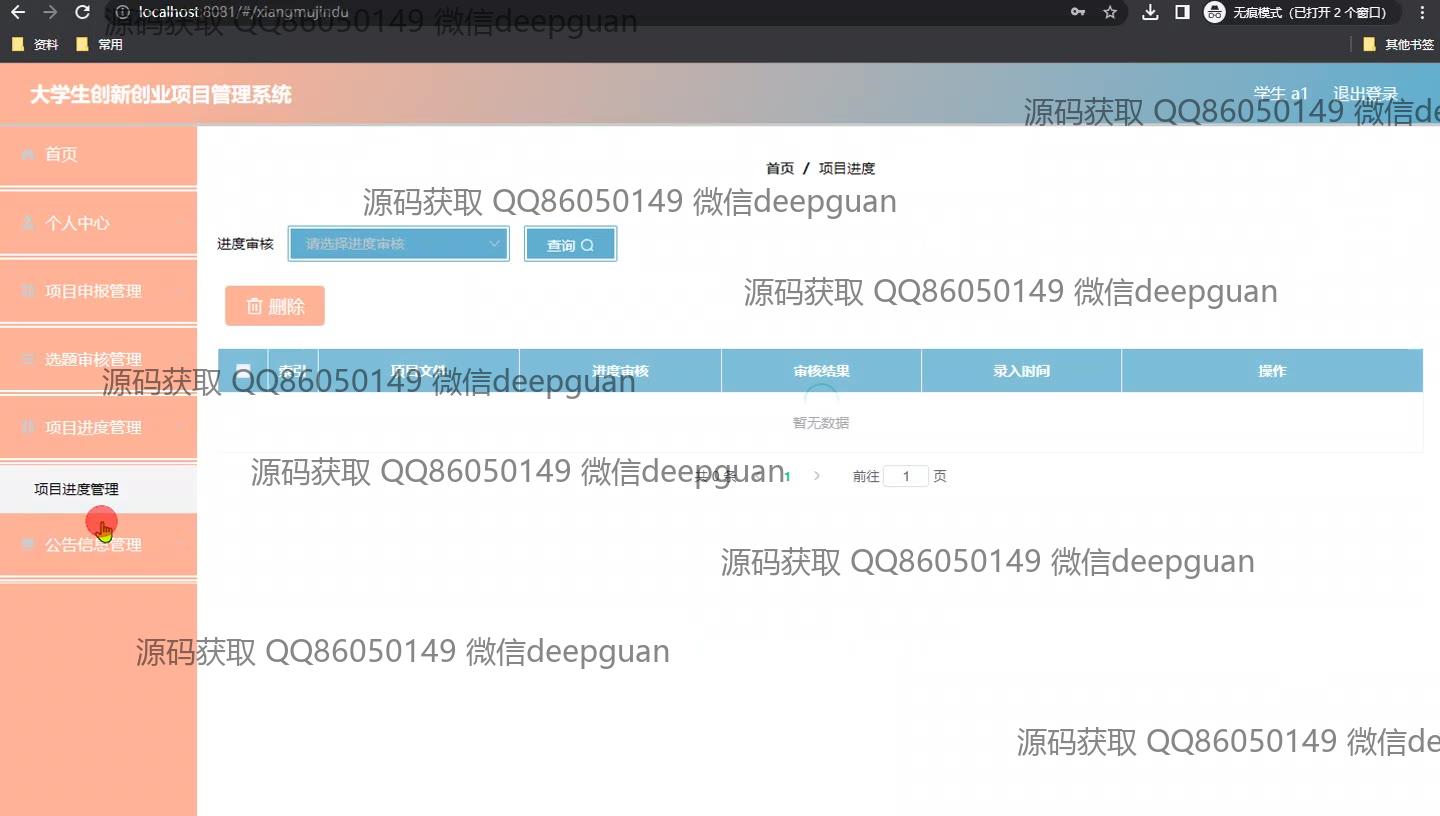 localhost:8081/#/xiangmujindu
无痕模式（已打开 2 个窗口）
源码获取 QQ86050149 微信deepguan
资料 常用 其他书签
大学生创新创业项目管理系统
学生 a1 退出登录
源码获取 QQ86050149 微信de
首页
首页 / 项目进度
源码获取 QQ86050149 微信deepguan
个人中心
进度审核 请选择进度审核 查询
项目申报管理
源码获取 QQ86050149 微信deepguan
删除
选题审核管理
索引 项目文件 进度审核 审核结果 录入时间 操作
源码获取 QQ86050149 微信deepguan
暂无数据
项目进度管理
源码获取 QQ86050149 微信deepguan
共 0 条 1 前往 1 页
项目进度管理
公告信息管理
源码获取 QQ86050149 微信deepguan
源码获取 QQ86050149 微信deepguan
源码获取 QQ86050149 微信de